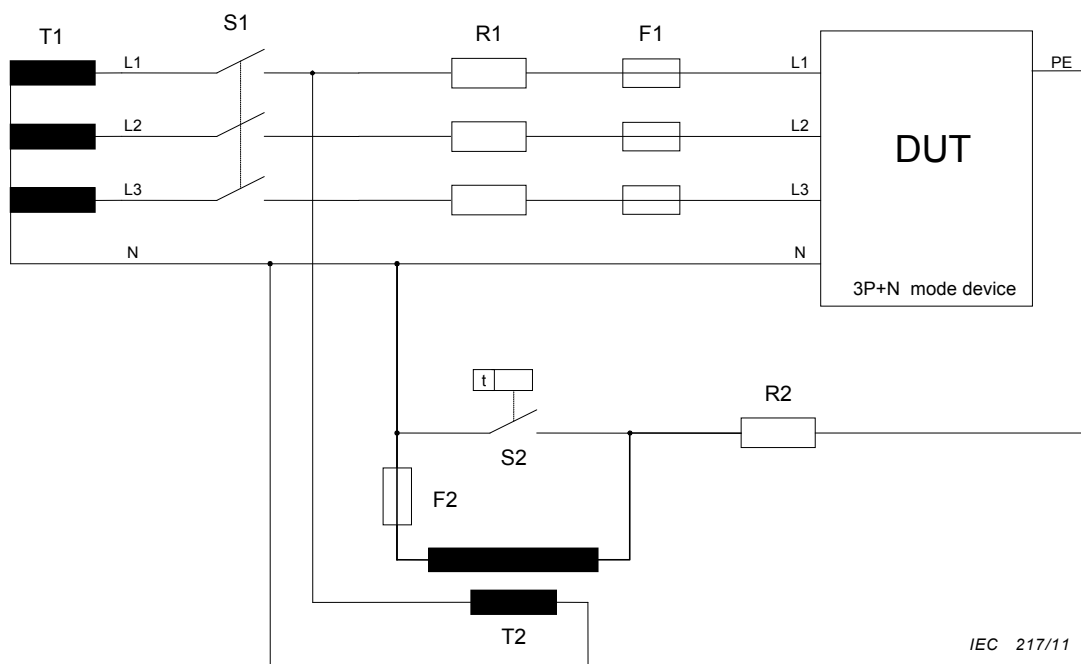 T1
S1
R1
F1
L1
L1
PE
L2
L2
DUT
L3
L3
N
N
3P+N mode device
t
R2
S2
F2
T2
IEC 217/11